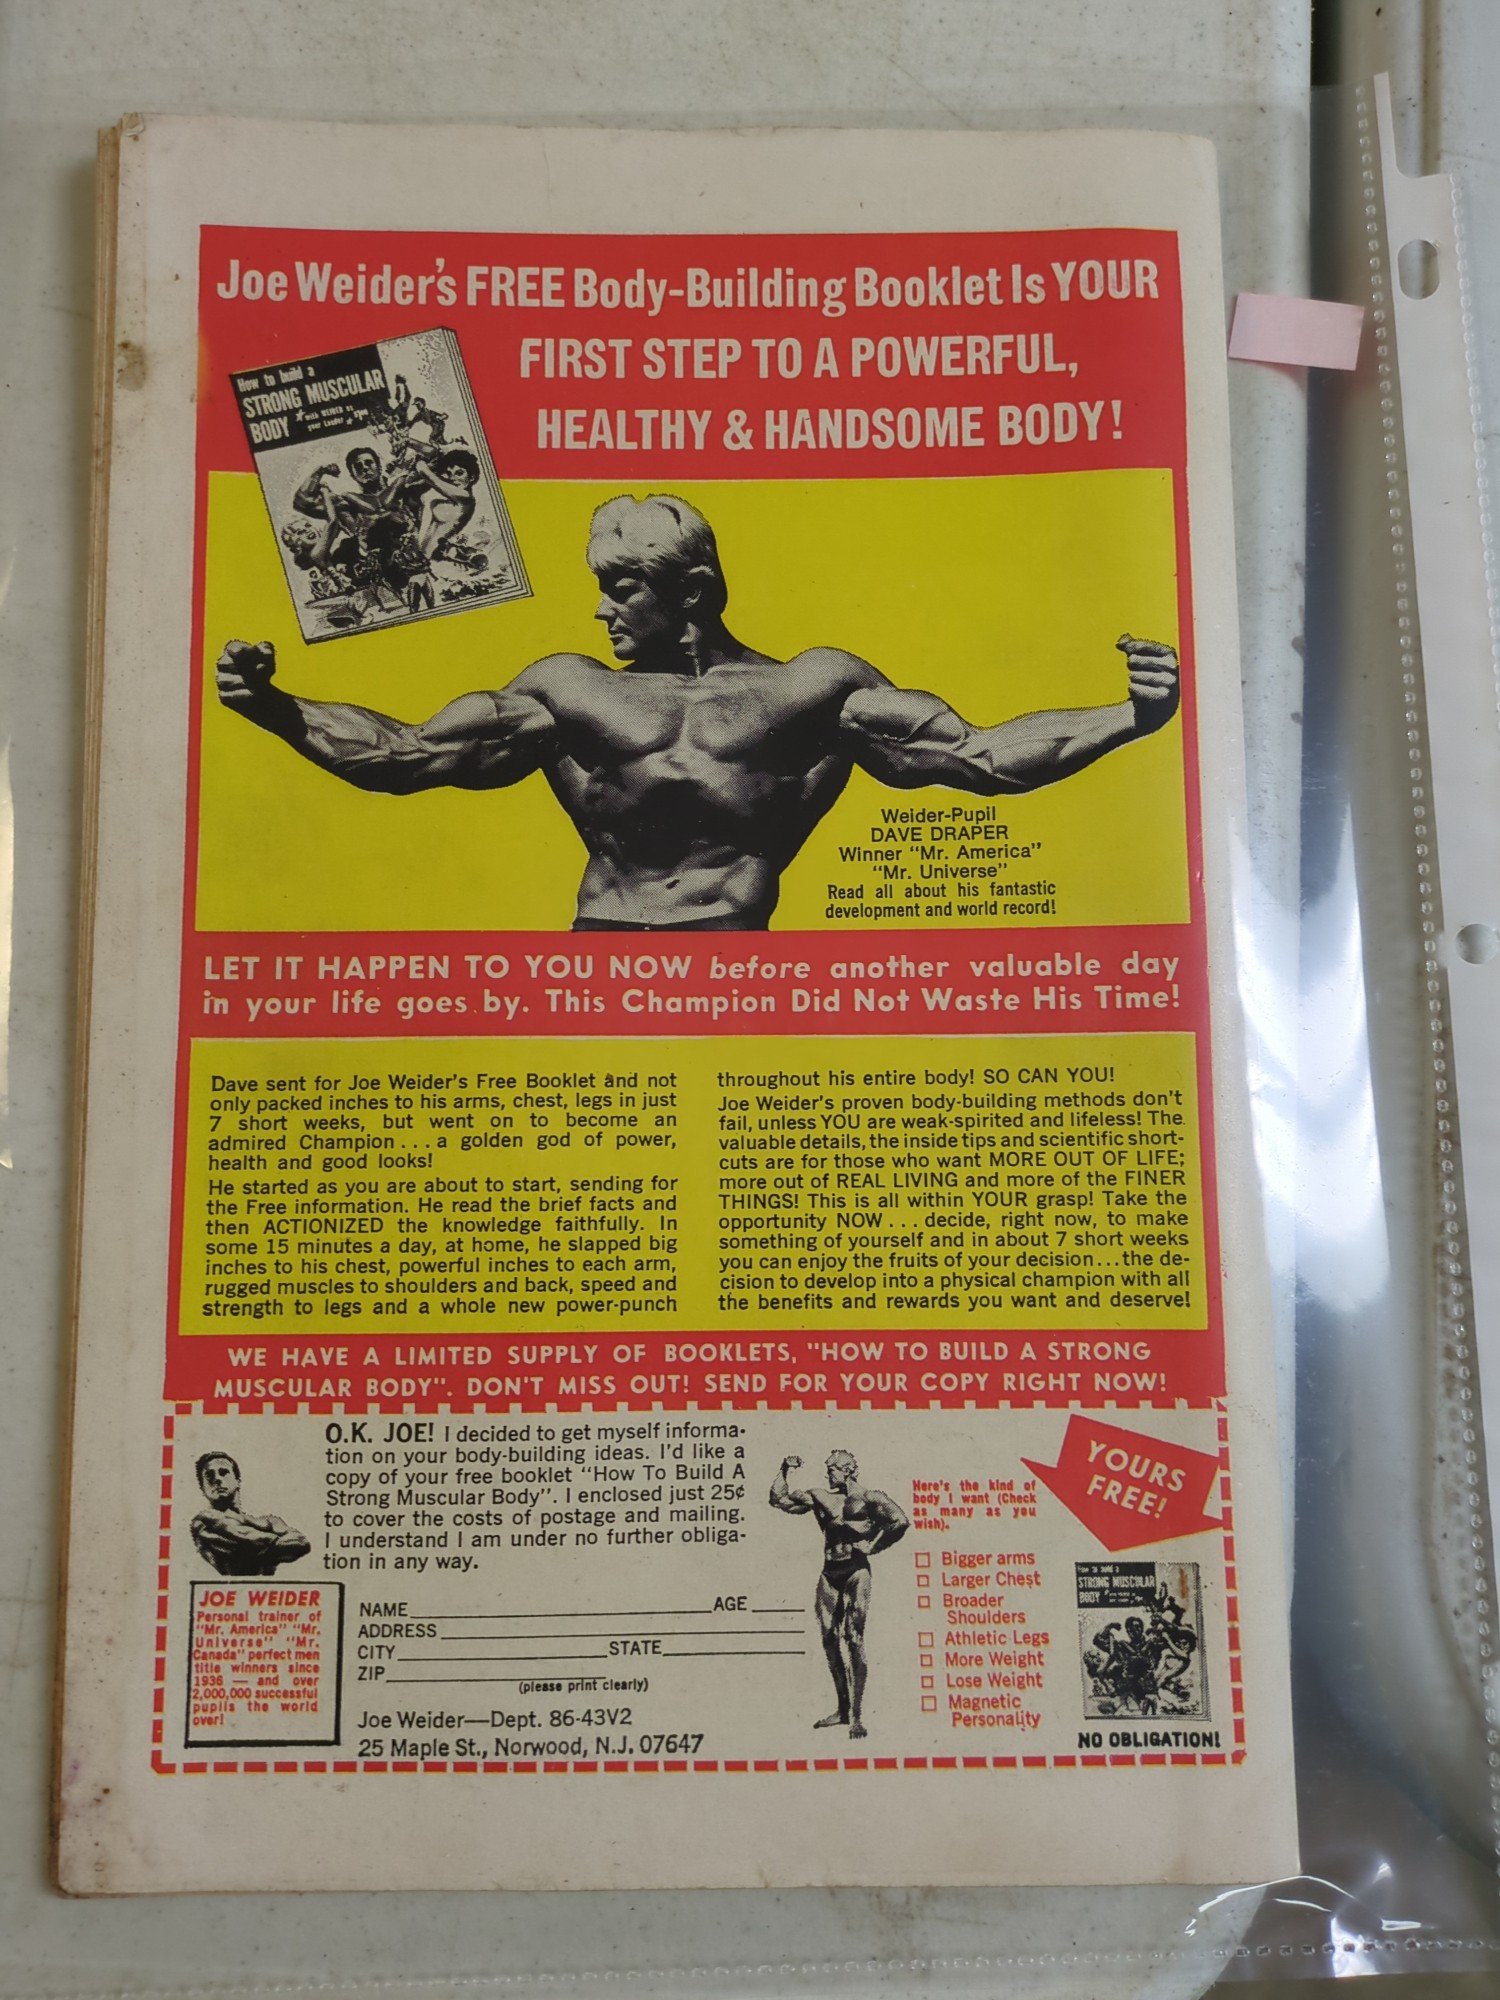 Joe Weider's FREE Body-Building Booklet Is YOUR
FIRST STEP TO A POWERFUL,
HEALTHY & HANDSOME BODY!
How to build a
STRONG MUSCULAR
BODY
Weider-Pupil
DAVE DRAPER
Winner "Mr. America"
"Mr. Universe"
Read all about his fantastic
development and world record!
LET IT HAPPEN TO YOU NOW before another valuable day
in your life goes by. This Champion Did Not Waste His Time!
Dave sent for Joe Weider's Free Booklet and not
only packed inches to his arms, chest, legs in just
7 short weeks, but went on to become an
admired Champion...a golden god of power,
health and good looks!
He started as you are about to start, sending for
the Free information. He read the brief facts and
then ACTIONIZED the knowledge faithfully. In
some 15 minutes a day, at home, he slapped big
inches to his chest, powerful inches to each arm,
rugged muscles to shoulders and back, speed and
strength to legs and a whole new power-punch
throughout his entire body! SO CAN YOU!
Joe Weider's proven body-building methods don't
fail, unless YOU are weak-spirited and lifeless! The
valuable details, the inside tips and scientific short-
cuts are for those who want MORE OUT OF LIFE;
more out of REAL LIVING and more of the FINER
THINGS! This is all within YOUR grasp! Take the
opportunity NOW...decide, right now, to make
something of yourself and in about 7 short weeks
you can enjoy the fruits of your decision...the de-
cision to develop into a physical champion with all
the benefits and rewards you want and deserve!
WE HAVE A LIMITED SUPPLY OF BOOKLETS, "HOW TO BUILD A STRONG
MUSCULAR BODY". DON'T MISS OUT! SEND FOR YOUR COPY RIGHT NOW!
O.K. JOE! I decided to get myself informa-
tion on your body-building ideas. I'd like a
copy of your free booklet "How To Build A
Strong Muscular Body". I enclosed just 25¢
to cover the costs of postage and mailing.
I understand I am under no further obliga-
tion in any way.
JOE WEIDER
Personal trainer of
"Mr. America" "Mr.
Universe" "Mr.
Canada" perfect men
title winners since
1936 — and over
2,000,000 successful
pupils the world
over!
NAME AGE
ADDRESS
CITY STATE
ZIP
(please print clearly)
Joe Weider—Dept. 86-43V2
25 Maple St., Norwood, N.J. 07647
Here's the kind of
body I want (Check
as many as you
wish).
Bigger arms
Larger Chest
Broader
Shoulders
Athletic Legs
More Weight
Lose Weight
Magnetic
Personality
YOURS
FREE!
STRONG MUSCULAR
BODY
NO OBLIGATION!